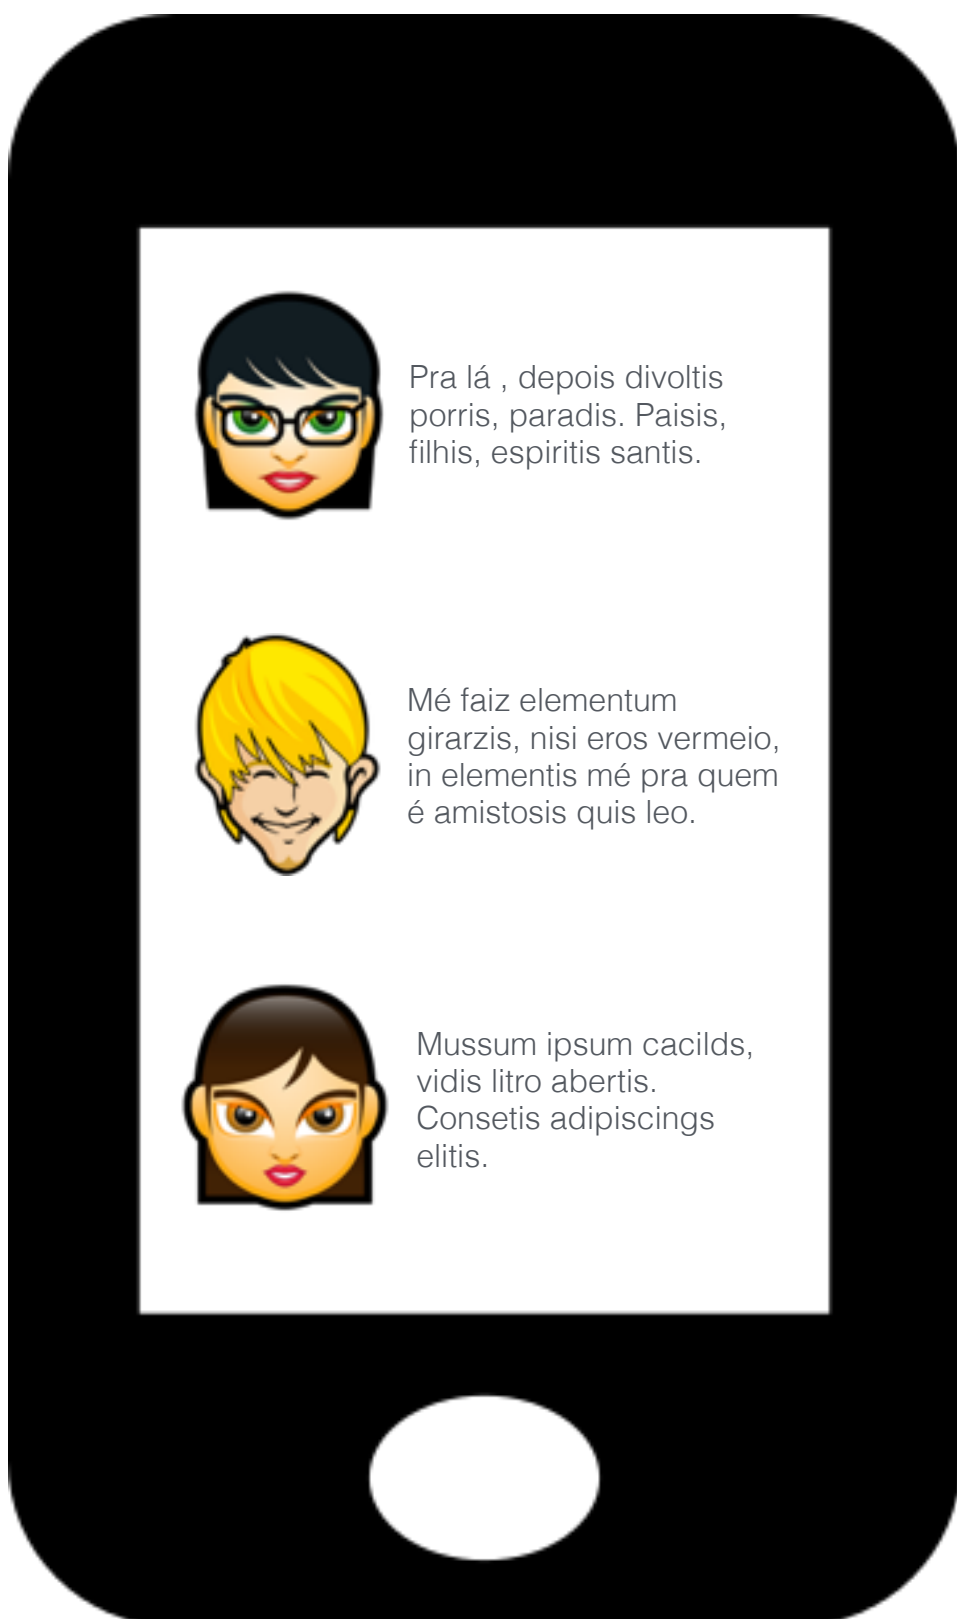 Pra lá , depois divoltis
porris, paradis. Paisis,
filhis, espiritis santis.
Mé faiz elementum
girarzis, nisi eros vermeio,
in elementis mé pra quem
é amistosis quis leo.
Mussum ipsum cacilds,
vidis litro abertis.
Consetis adipiscings
elitis.